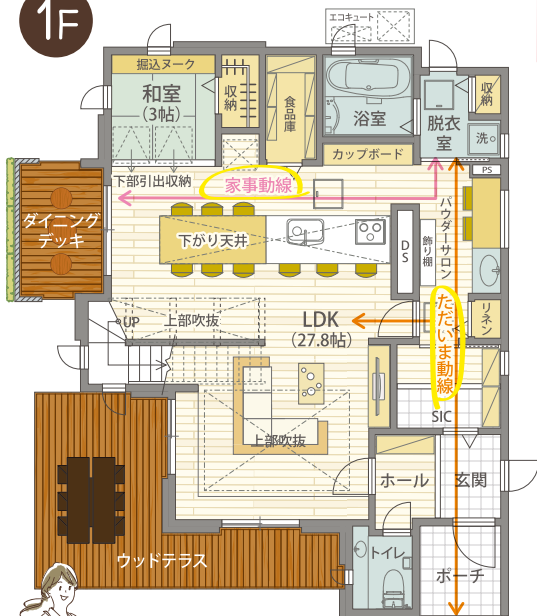 1F
エコキュート
掘込ヌーク
和室
(3帖)
収納
食品庫
浴室
脱衣室
収納
洗
カップボード
PS
下部引出収納
家事動線
ダイニング
デッキ
下がり天井
DS
飾り棚
パウダーサロン
UP
上部吹抜
LDK
(27.8帖)
ただいま動線
リネン
上部吹抜
SIC
ホール
玄関
ウッドテラス
トイレ
ポーチ